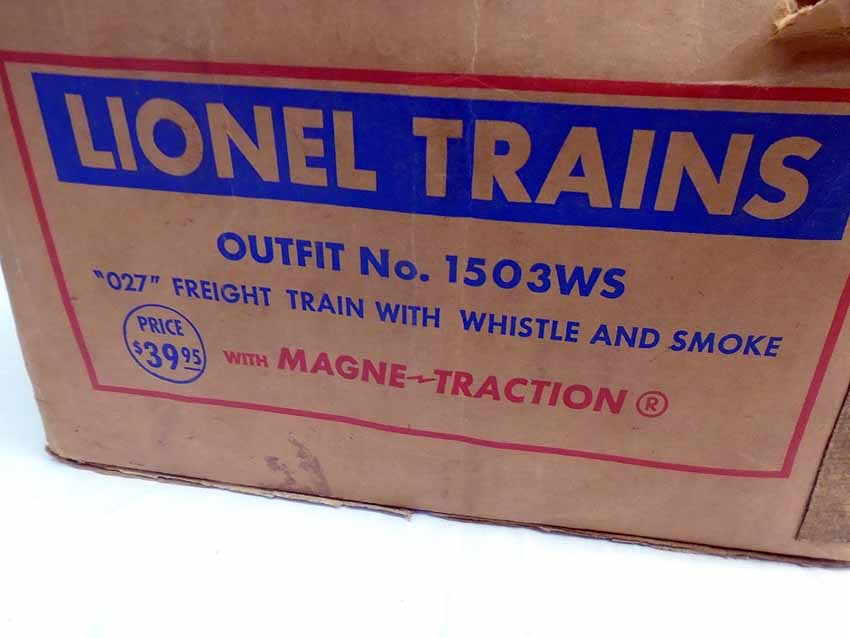 LIONEL TRAINS
OUTFIT No. 1503WS
"027" FREIGHT TRAIN WITH WHISTLE AND SMOKE
PRICE
$39.95
WITH MAGNE-TRACTION ®